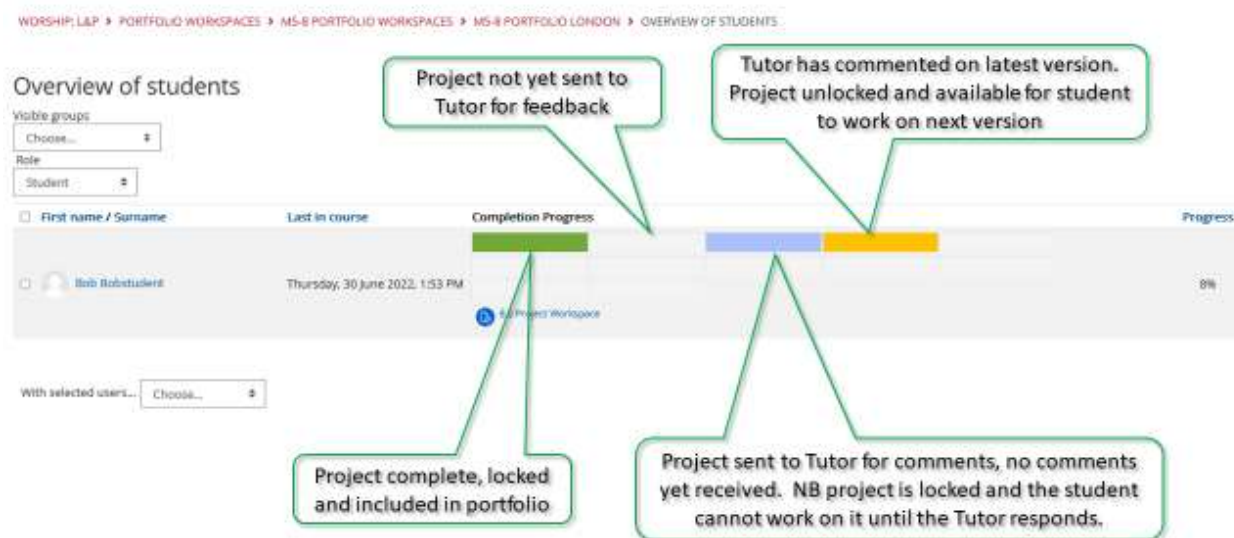 WORSHIP: L&P > PORTFOLIO WORKSPACES > M5-8 PORTFOLIO WORKSPACES > M5-8 PORTFOLIO LONDON > OVERVIEW OF STUDENTS
Overview of students
Visible groups
Choose...
Role
Student
Project not yet sent to
Tutor for feedback
Tutor has commented on latest version.
Project unlocked and available for student
to work on next version
First name / Surname Last in course Completion Progress Progress
Bob Bobstudent Thursday, 30 June 2022, 1:53 PM 8%
Project Workspace
With selected users... Choose...
Project complete, locked
and included in portfolio
Project sent to Tutor for comments, no comments
yet received. NB project is locked and the student
cannot work on it until the Tutor responds.